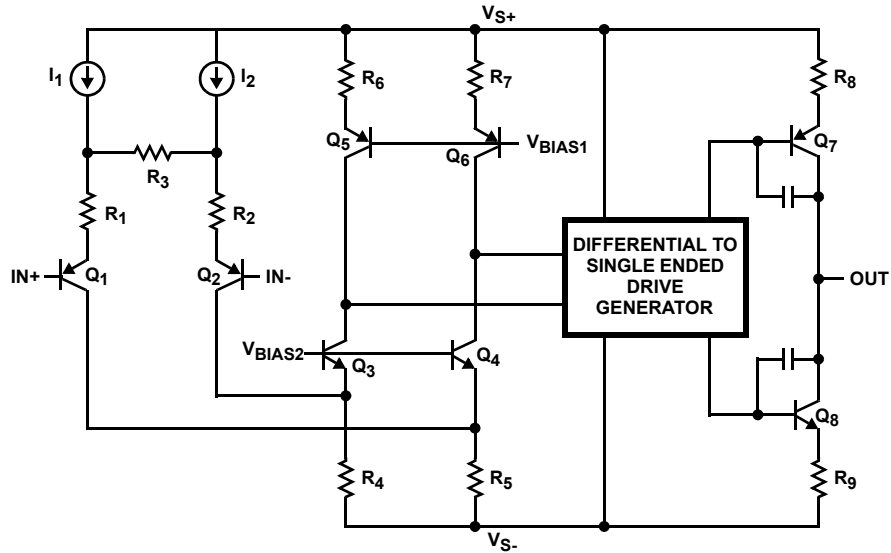 VS+
I1
I2
R6
R7
R8
Q5
Q6
VBIAS1
Q7
R3
R1
R2
IN+
Q1
Q2
IN-
DIFFERENTIAL TO
SINGLE ENDED
DRIVE
GENERATOR
OUT
VBIAS2
Q3
Q4
Q8
R4
R5
R9
VS-